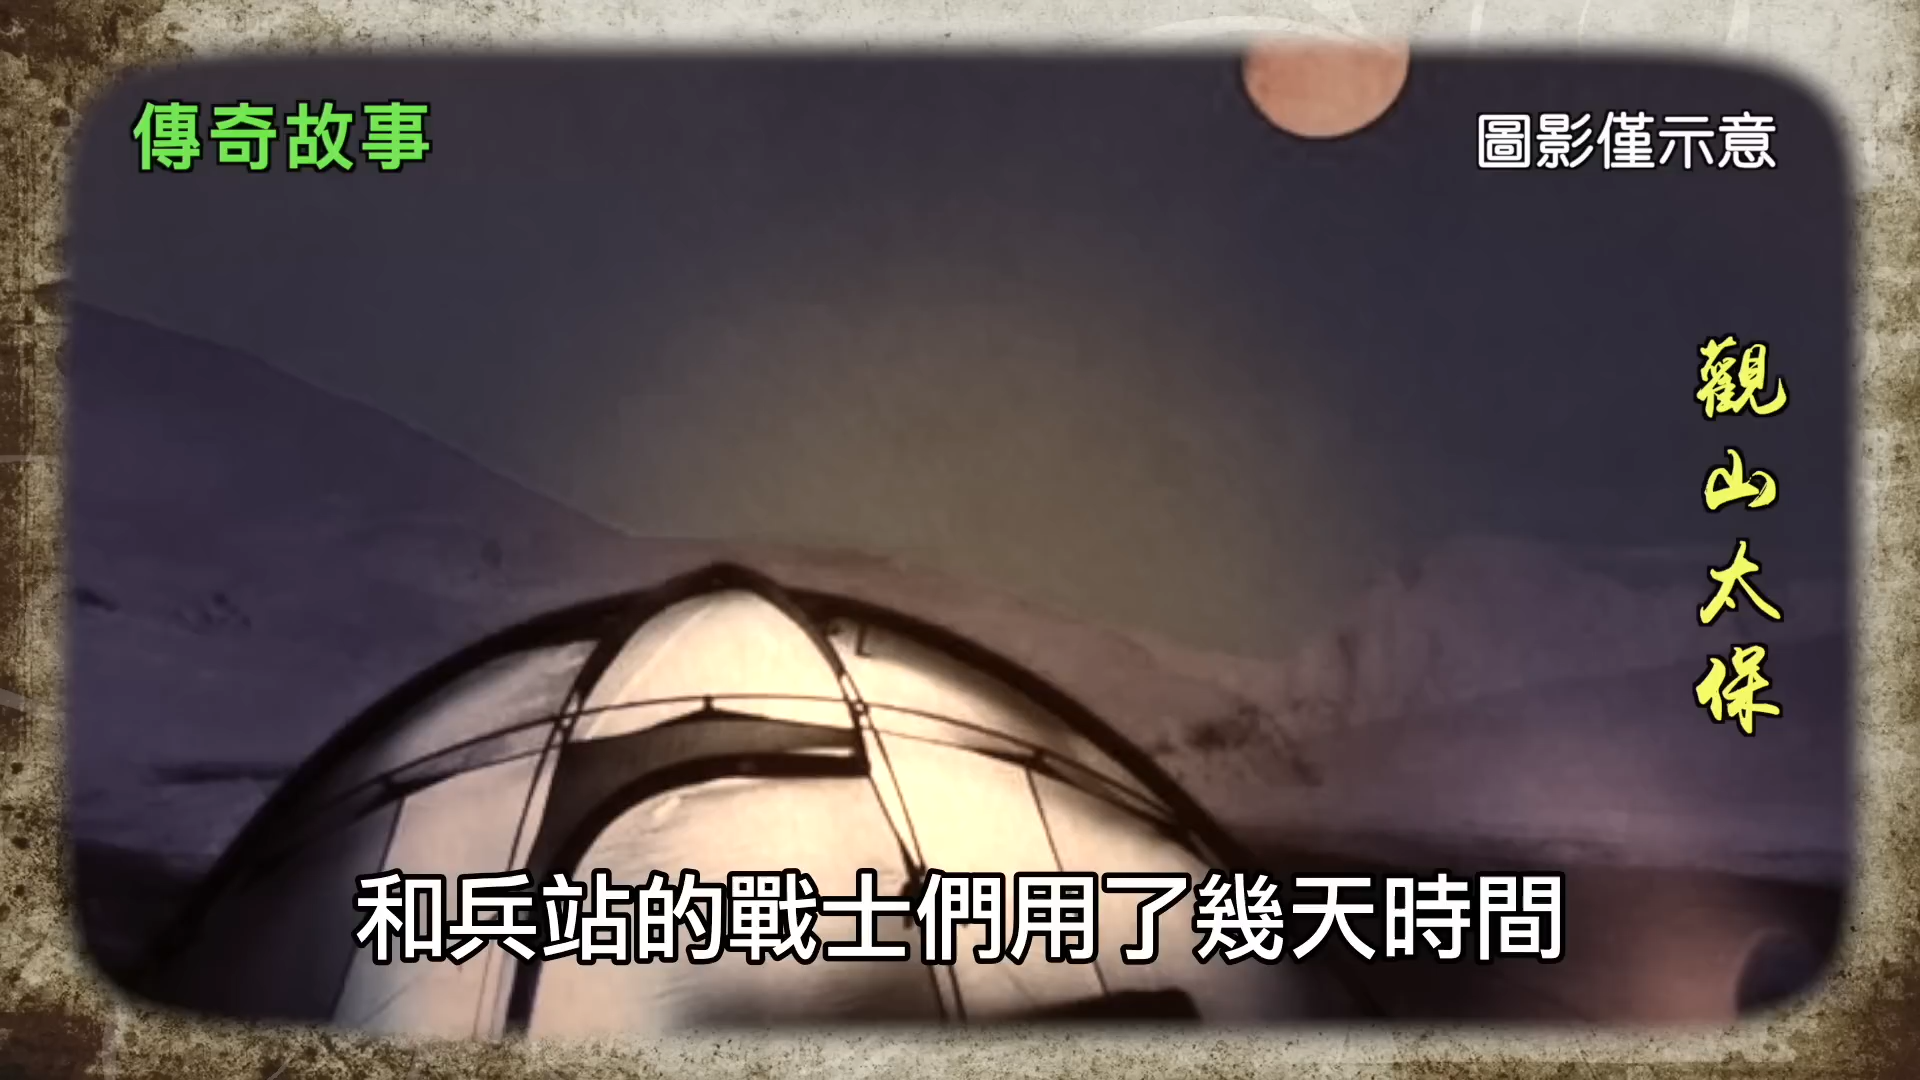 傳奇故事
圖影僅示意
觀山太保
和兵站的戰士們用了幾天時間